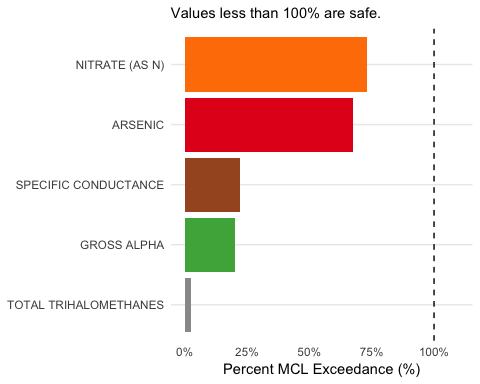 Values less than 100% are safe.
NITRATE (AS N)
ARSENIC
SPECIFIC CONDUCTANCE
GROSS ALPHA
TOTAL TRIHALOMETHANES
0% 25% 50% 75% 100%
Percent MCL Exceedance (%)